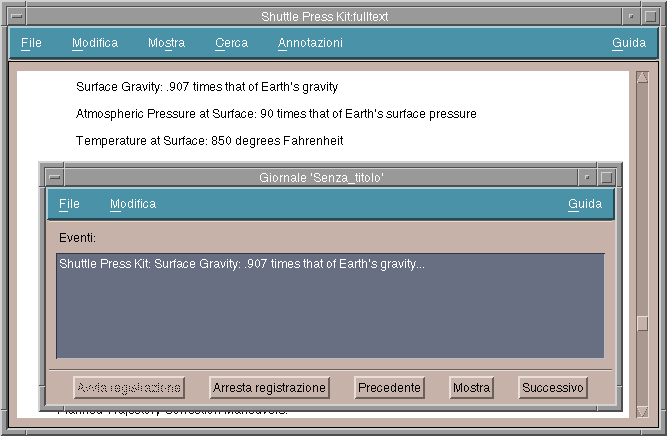 Shuttle Press Kit:fulltext
File Modifica Mostra Cerca Annotazioni Guida
Surface Gravity: .907 times that of Earth's gravity
Atmospheric Pressure at Surface: 90 times that of Earth's surface pressure
Temperature at Surface: 850 degrees Fahrenheit
Giornale 'Senza_titolo'
File Modifica Guida
Eventi:
Shuttle Press Kit: Surface Gravity: .907 times that of Earth's gravity...
Avvia registrazione Arresta registrazione Precedente Mostra Successivo
Planned Trajectory Correction Maneuvers: